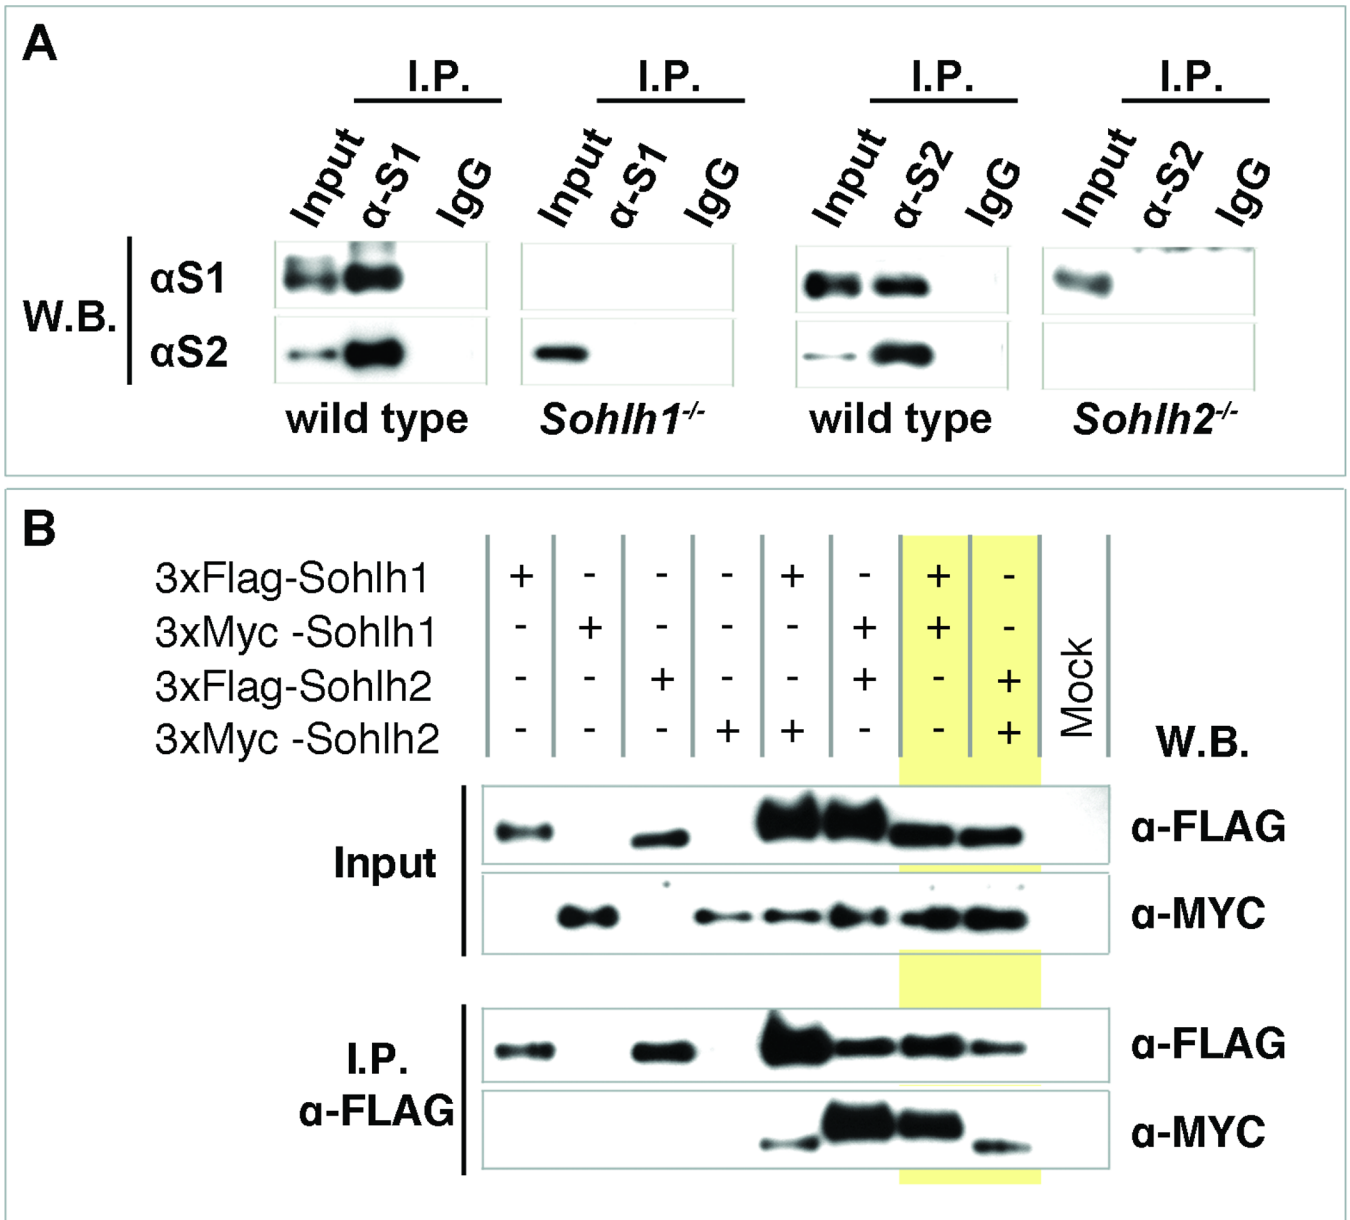 A
I.P. I.P. I.P. I.P.
Input α-S1 IgG Input α-S1 IgG Input α-S2 IgG Input α-S2 IgG
W.B.
αS1
αS2
wild type Sohlh1-/- wild type Sohlh2-/-
B
3xFlag-Sohlh1 + - - - + - + -
3xMyc -Sohlh1 - + - - - + + -
3xFlag-Sohlh2 - - + - - + - +
3xMyc -Sohlh2 - - - + + - - +
Mock
W.B.
Input
α-FLAG
α-MYC
I.P.
α-FLAG
α-FLAG
α-MYC